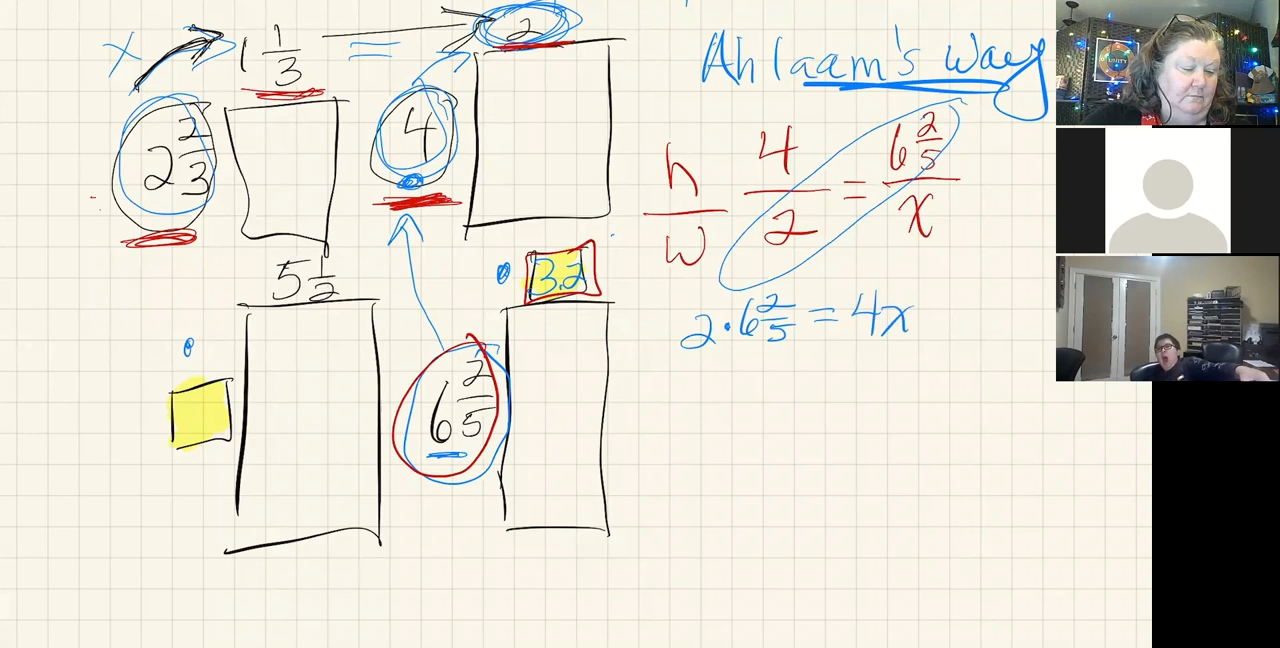 x 1 1/3 =
2
2 2/3
4
Ahlaam's way
h/w 4/2 = 6 2/5 / x
5 1/2
3.2
2 · 6 2/5 = 4x
6 2/5
UNITY